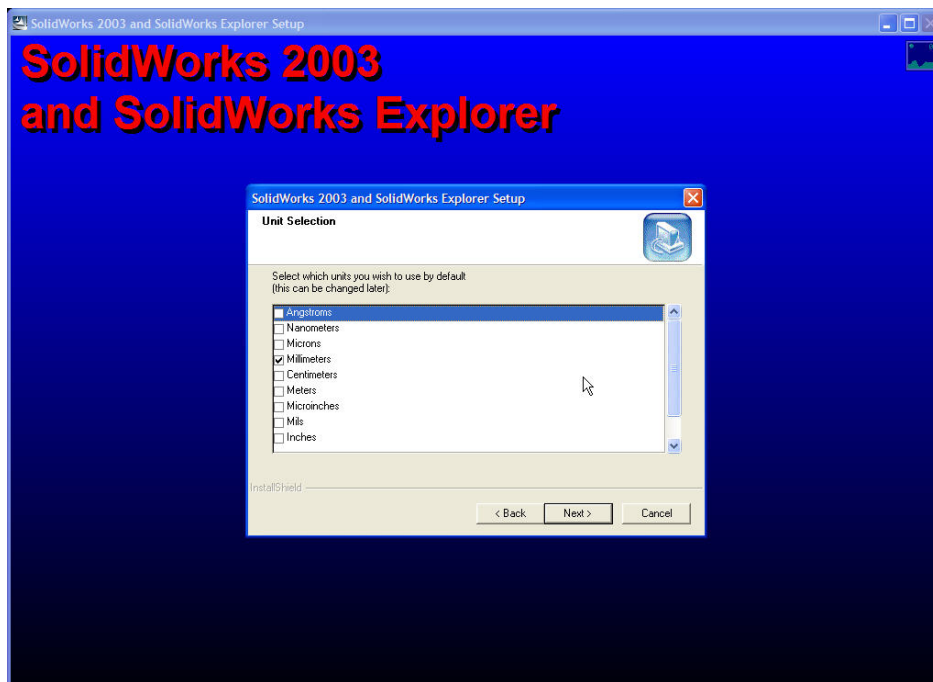 SolidWorks 2003 and SolidWorks Explorer Setup
SolidWorks 2003
and SolidWorks Explorer
SolidWorks 2003 and SolidWorks Explorer Setup
Unit Selection
Select which units you wish to use by default
(this can be changed later):
Angstroms
Nanometers
Microns
Millimeters
Centimeters
Meters
Microinches
Mils
Inches
InstallShield
< Back Next > Cancel